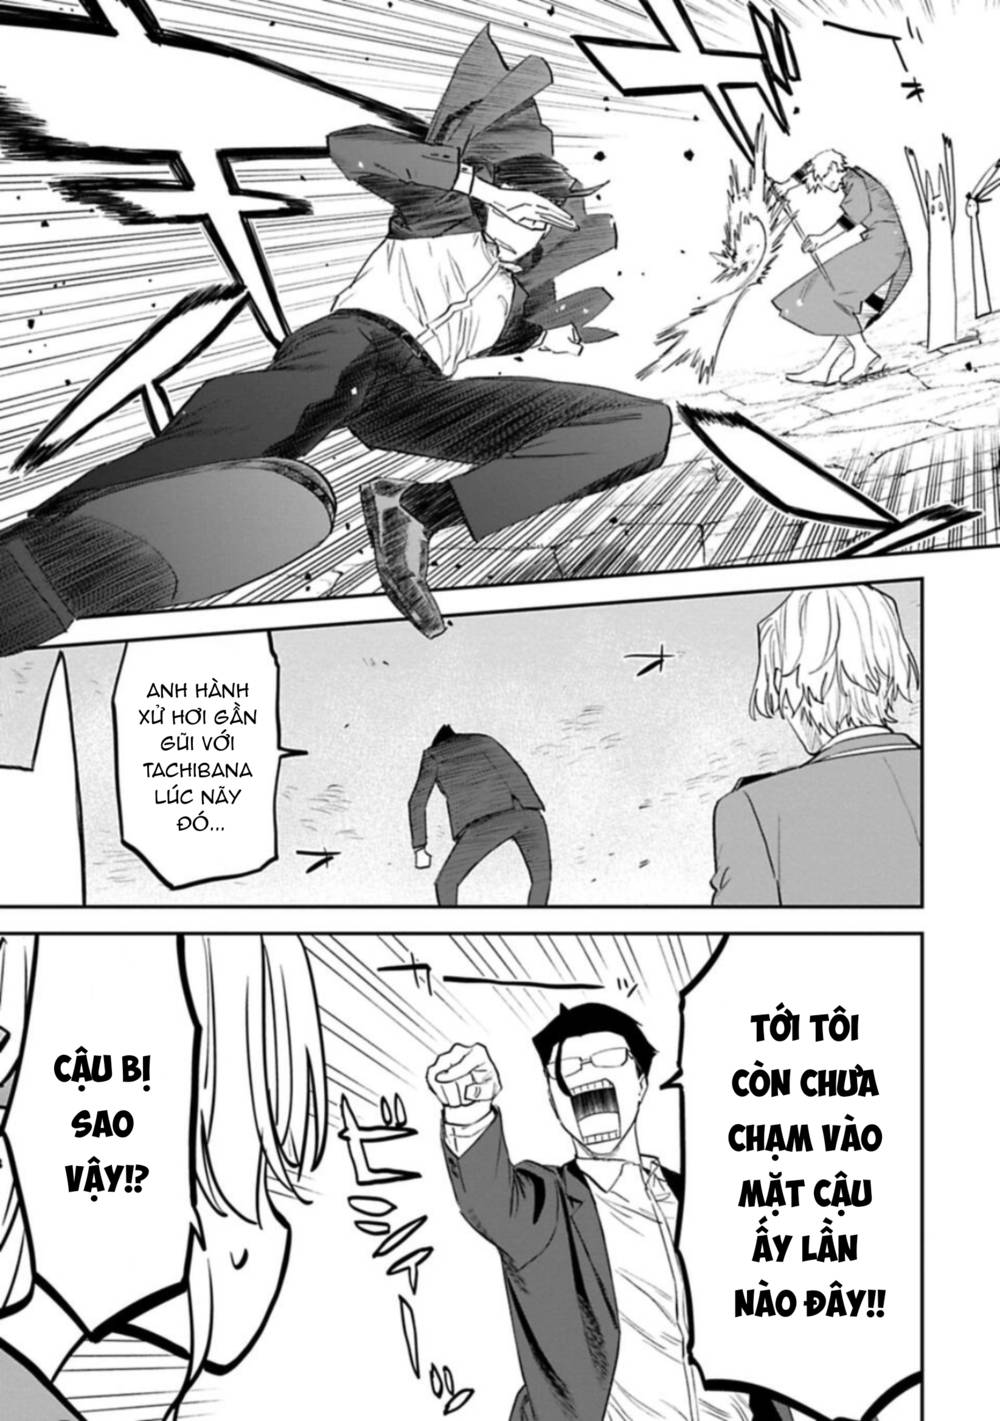 ANH HÀNH
XỬ HƠI GẦN
GŨI VỚI
TACHIBANA
LÚC NÃY
ĐÓ...
TỚI TÔI
CÒN CHƯA
CHẠM VÀO
MẶT CẬU
ẤY LẦN
NÀO ĐÂY!!
CẬU BỊ
SAO
VẬY!?